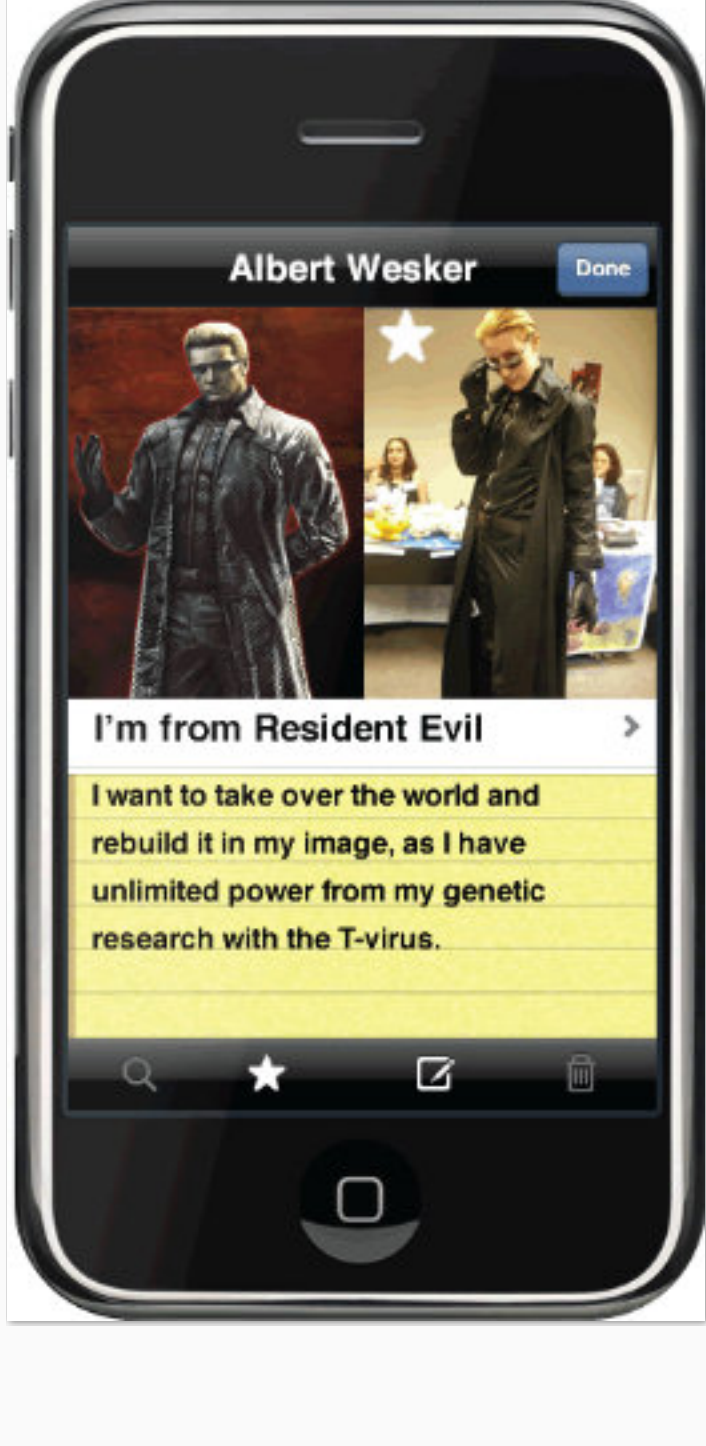 Albert Wesker
Done
I'm from Resident Evil
I want to take over the world and
rebuild it in my image, as I have
unlimited power from my genetic
research with the T-virus.